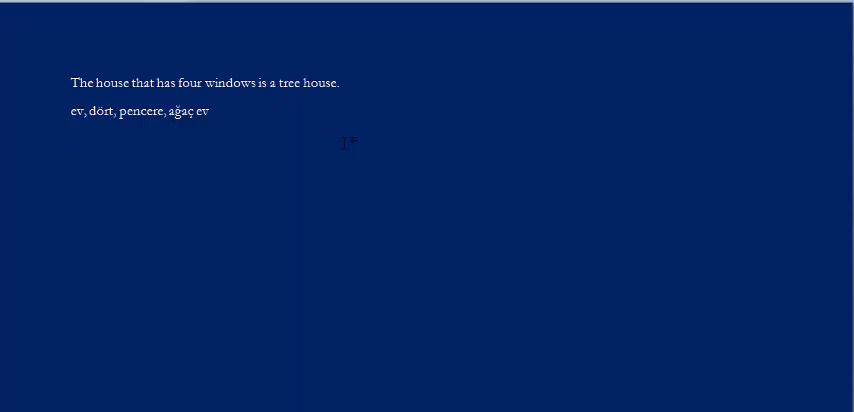 The house that has four windows is a tree house.
ev, dört, pencere, ağaç ev